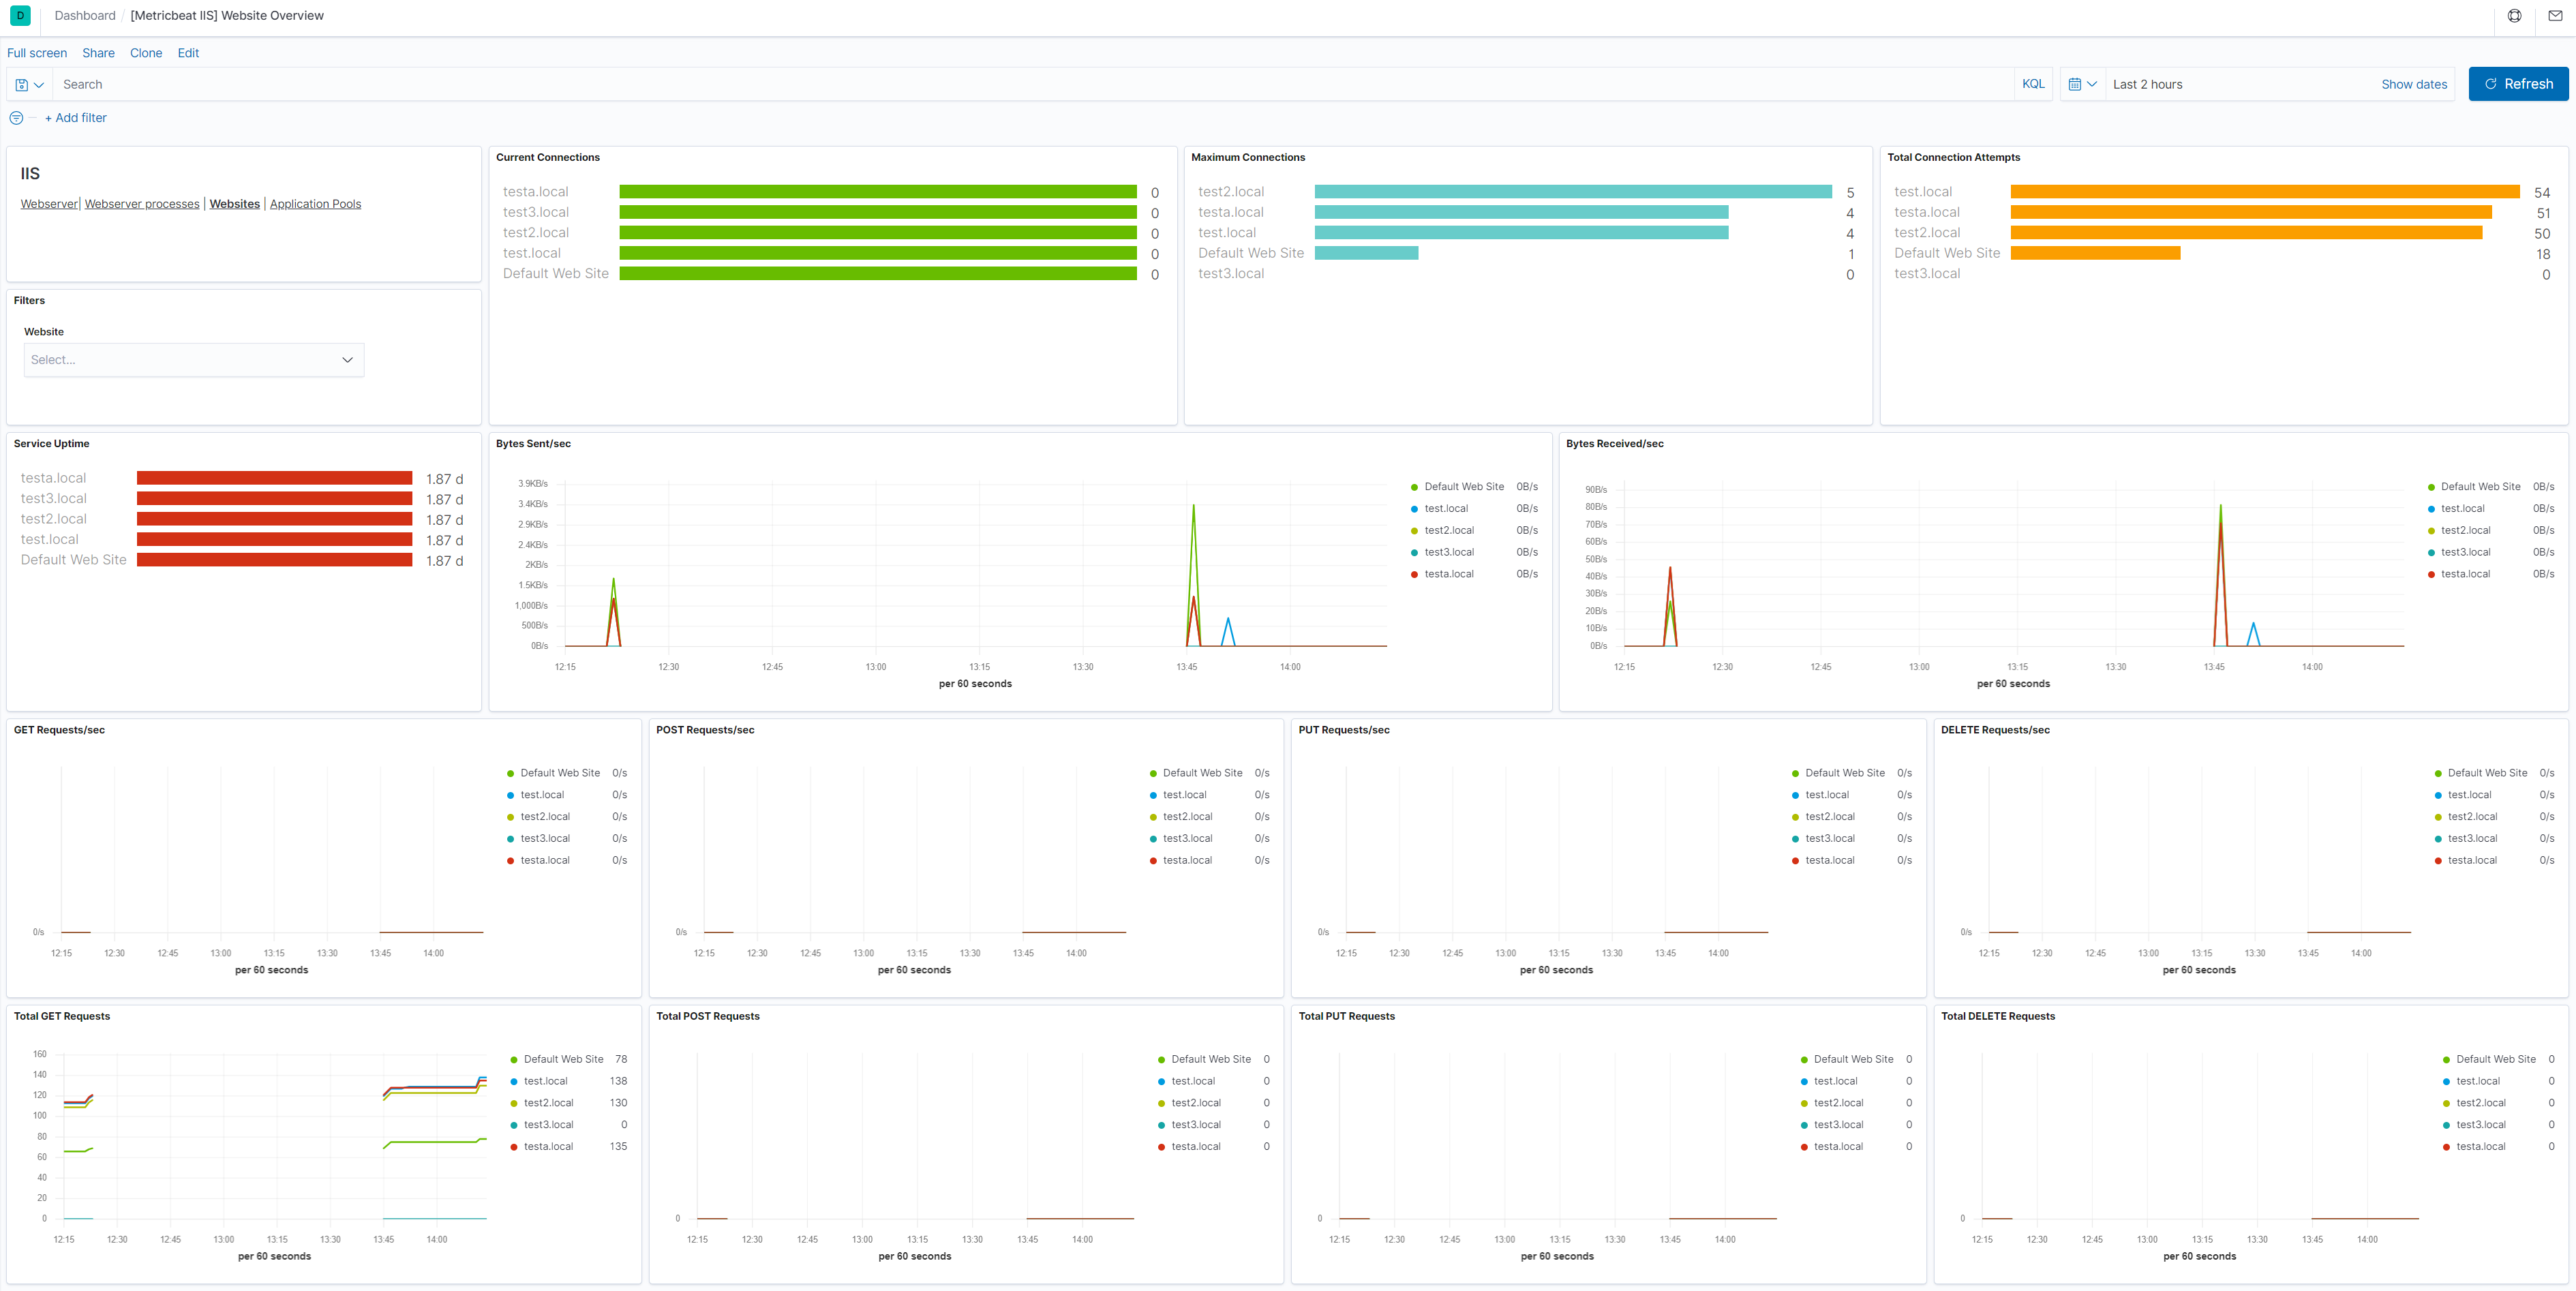 D Dashboard / [Metricbeat IIS] Website Overview
Full screen Share Clone Edit
Search KQL Last 2 hours Show dates Refresh
+ Add filter
IIS
Webserver| Webserver processes | Websites | Application Pools
Current Connections
testa.local 0
test3.local 0
test2.local 0
test.local 0
Default Web Site 0
Maximum Connections
test2.local 5
testa.local 4
test.local 4
Default Web Site 1
test3.local 0
Total Connection Attempts
test.local 54
testa.local 51
test2.local 50
Default Web Site 18
test3.local 0
Filters
Website
Select...
Service Uptime
testa.local 1.87 d
test3.local 1.87 d
test2.local 1.87 d
test.local 1.87 d
Default Web Site 1.87 d
Bytes Sent/sec
3.9KB/s
3.4KB/s
2.9KB/s
2.4KB/s
2KB/s
1.5KB/s
1,000B/s
500B/s
0B/s
12:15 12:30 12:45 13:00 13:15 13:30 13:45 14:00
per 60 seconds
Default Web Site 0B/s
test.local 0B/s
test2.local 0B/s
test3.local 0B/s
testa.local 0B/s
Bytes Received/sec
90B/s
80B/s
70B/s
60B/s
50B/s
40B/s
30B/s
20B/s
10B/s
0B/s
12:15 12:30 12:45 13:00 13:15 13:30 13:45 14:00
per 60 seconds
Default Web Site 0B/s
test.local 0B/s
test2.local 0B/s
test3.local 0B/s
testa.local 0B/s
GET Requests/sec
0/s
12:15 12:30 12:45 13:00 13:15 13:30 13:45 14:00
per 60 seconds
Default Web Site 0/s
test.local 0/s
test2.local 0/s
test3.local 0/s
testa.local 0/s
POST Requests/sec
0/s
12:15 12:30 12:45 13:00 13:15 13:30 13:45 14:00
per 60 seconds
Default Web Site 0/s
test.local 0/s
test2.local 0/s
test3.local 0/s
testa.local 0/s
PUT Requests/sec
0/s
12:15 12:30 12:45 13:00 13:15 13:30 13:45 14:00
per 60 seconds
Default Web Site 0/s
test.local 0/s
test2.local 0/s
test3.local 0/s
testa.local 0/s
DELETE Requests/sec
0/s
12:15 12:30 12:45 13:00 13:15 13:30 13:45 14:00
per 60 seconds
Default Web Site 0/s
test.local 0/s
test2.local 0/s
test3.local 0/s
testa.local 0/s
Total GET Requests
160
140
120
100
80
60
40
20
0
12:15 12:30 12:45 13:00 13:15 13:30 13:45 14:00
per 60 seconds
Default Web Site 78
test.local 138
test2.local 130
test3.local 0
testa.local 135
Total POST Requests
0
12:15 12:30 12:45 13:00 13:15 13:30 13:45 14:00
per 60 seconds
Default Web Site 0
test.local 0
test2.local 0
test3.local 0
testa.local 0
Total PUT Requests
0
12:15 12:30 12:45 13:00 13:15 13:30 13:45 14:00
per 60 seconds
Default Web Site 0
test.local 0
test2.local 0
test3.local 0
testa.local 0
Total DELETE Requests
0
12:15 12:30 12:45 13:00 13:15 13:30 13:45 14:00
per 60 seconds
Default Web Site 0
test.local 0
test2.local 0
test3.local 0
testa.local 0